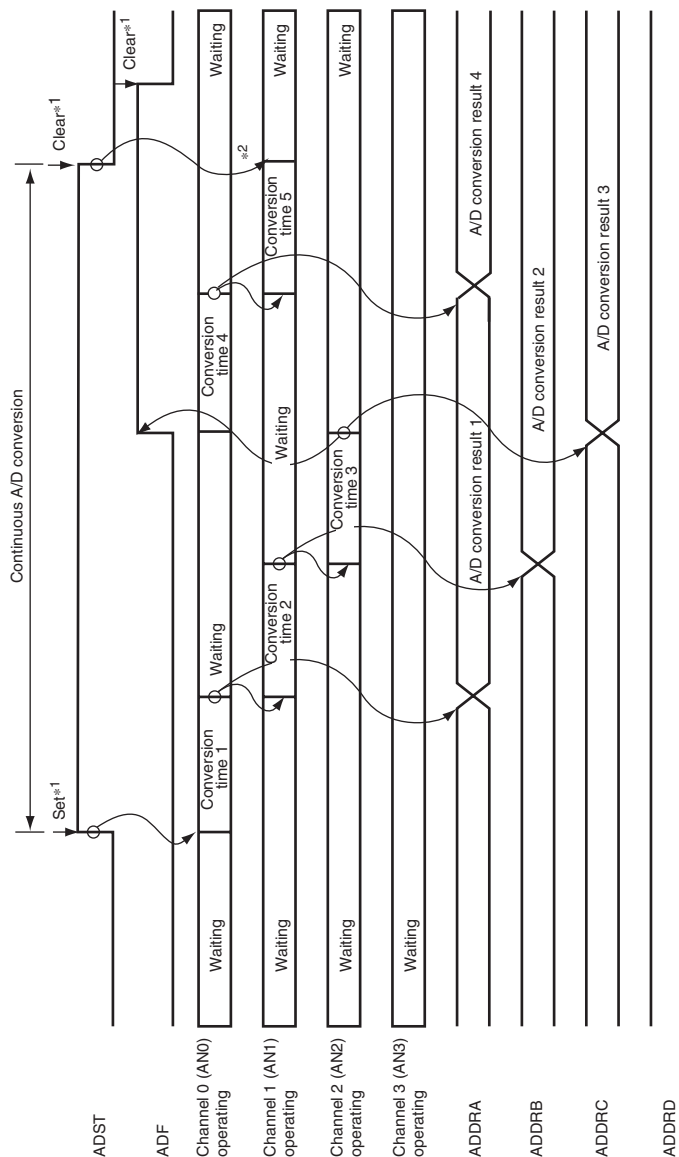 Continuous A/D conversion
Set*1
Clear*1
Clear*1
ADST
ADF
Channel 0 (AN0)
operating
Waiting
Conversion
time 1
Waiting
Conversion
time 4
Waiting
Channel 1 (AN1)
operating
Waiting
Conversion
time 2
Waiting
Conversion
time 5
*2
Waiting
Channel 2 (AN2)
operating
Waiting
Conversion
time 3
Waiting
Channel 3 (AN3)
operating
Waiting
ADDRA
A/D conversion result 1
A/D conversion result 4
ADDRB
A/D conversion result 2
ADDRC
A/D conversion result 3
ADDRD